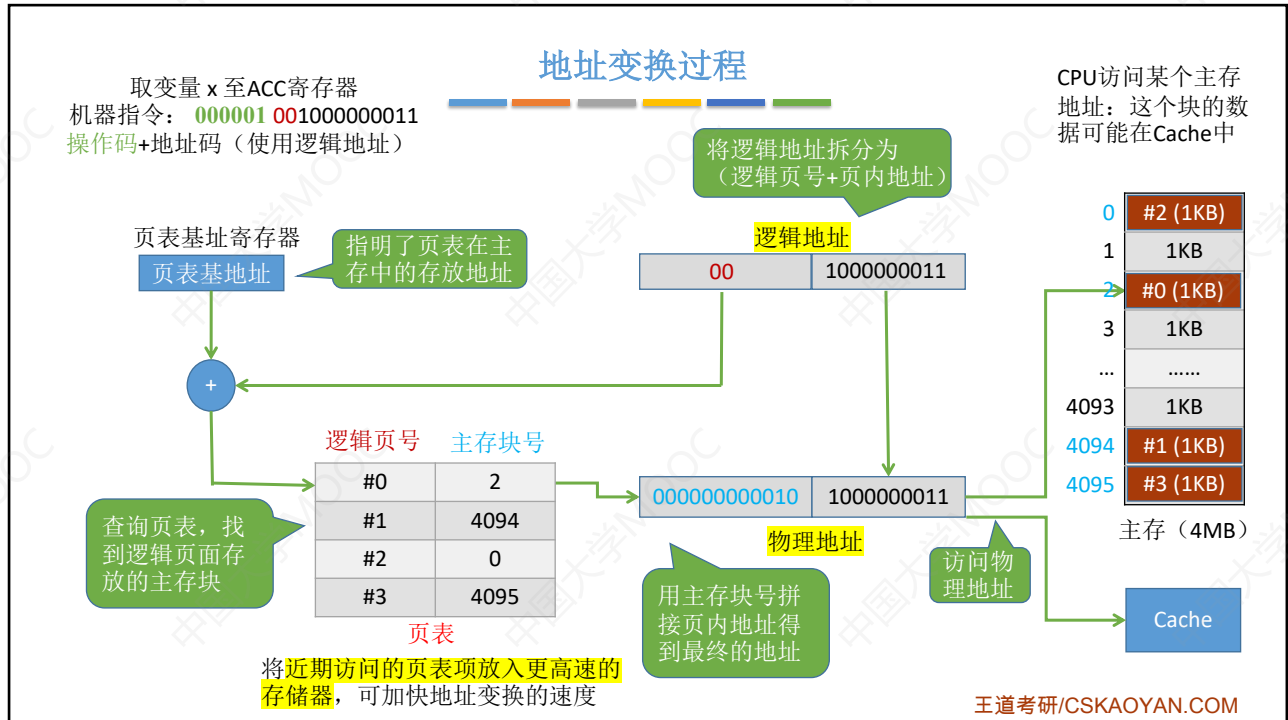 地址变换过程
取变量 x 至ACC寄存器
机器指令： 000001 001000000011
操作码+地址码（使用逻辑地址）
CPU访问某个主存
地址：这个块的数
据可能在Cache中
将逻辑地址拆分为
（逻辑页号+页内地址）
页表基址寄存器
页表基地址
指明了页表在主
存中的存放地址
逻辑地址
00 1000000011
+
逻辑页号 主存块号
#0 2
#1 4094
#2 0
#3 4095
页表
查询页表，找
到逻辑页面存
放的主存块
000000000010 1000000011
物理地址
用主存块号拼
接页内地址得
到最终的地址
访问物
理地址
0 #2 (1KB)
1 1KB
2 #0 (1KB)
3 1KB
... ……
4093 1KB
4094 #1 (1KB)
4095 #3 (1KB)
主存（4MB）
Cache
将近期访问的页表项放入更高速的
存储器，可加快地址变换的速度
王道考研/CSKAOYAN.COM
中国大学MOOC